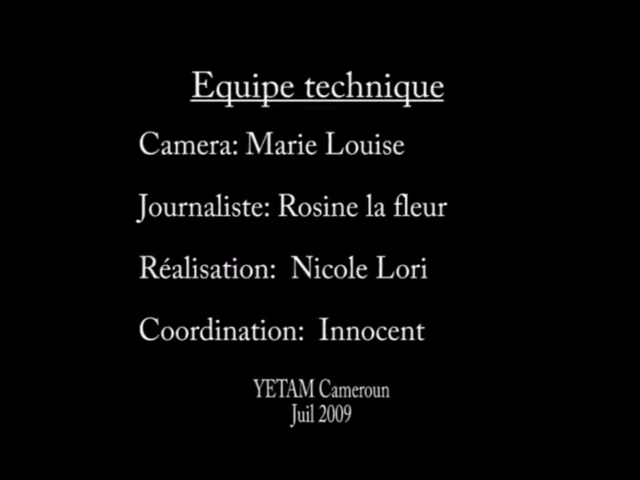 Equipe technique
Camera: Marie Louise
Journaliste: Rosine la fleur
Réalisation: Nicole Lori
Coordination: Innocent
YETAM Cameroun
Juil 2009